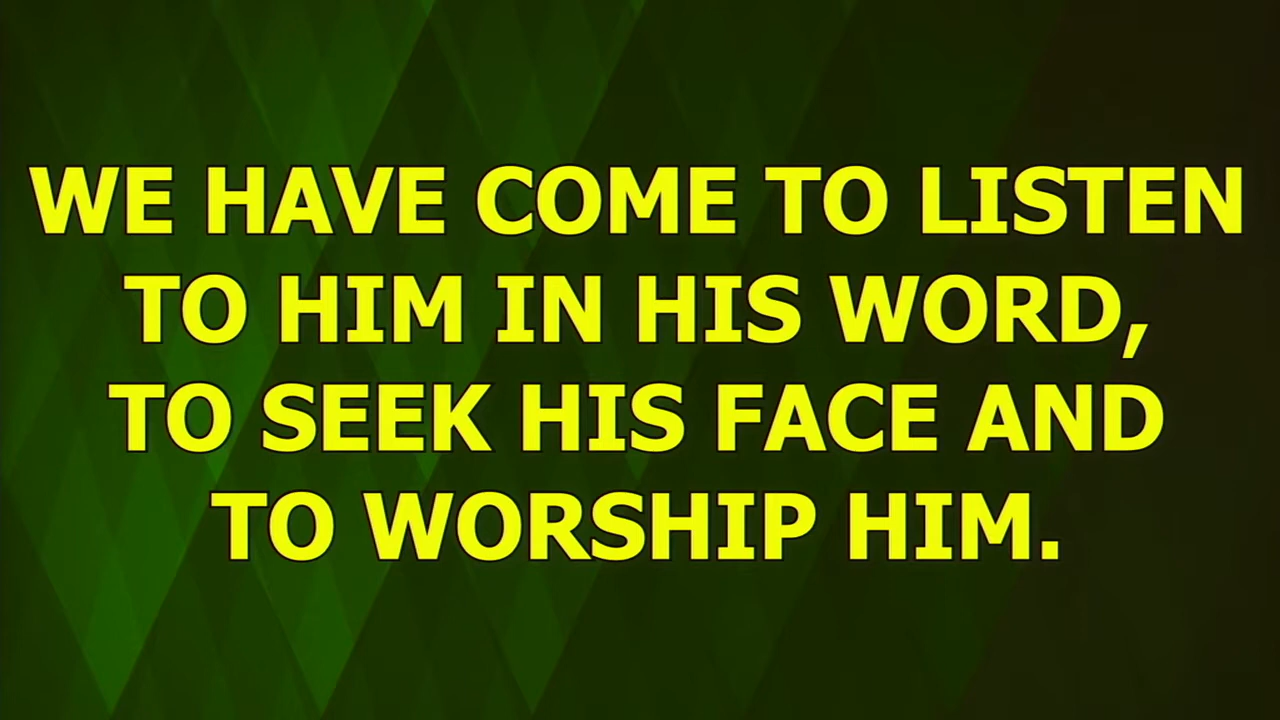 WE HAVE COME TO LISTEN
TO HIM IN HIS WORD,
TO SEEK HIS FACE AND
TO WORSHIP HIM.